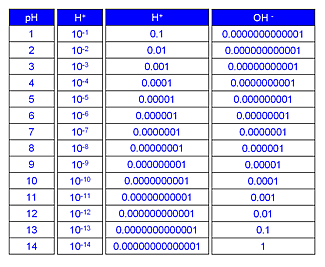 pH H⁺ H⁺ OH ⁻
1 10⁻¹ 0.1 0.0000000000001
2 10⁻² 0.01 0.000000000001
3 10⁻³ 0.001 0.00000000001
4 10⁻⁴ 0.0001 0.0000000001
5 10⁻⁵ 0.00001 0.000000001
6 10⁻⁶ 0.000001 0.00000001
7 10⁻⁷ 0.0000001 0.0000001
8 10⁻⁸ 0.00000001 0.000001
9 10⁻⁹ 0.000000001 0.00001
10 10⁻¹⁰ 0.0000000001 0.0001
11 10⁻¹¹ 0.00000000001 0.001
12 10⁻¹² 0.000000000001 0.01
13 10⁻¹³ 0.0000000000001 0.1
14 10⁻¹⁴ 0.00000000000001 1